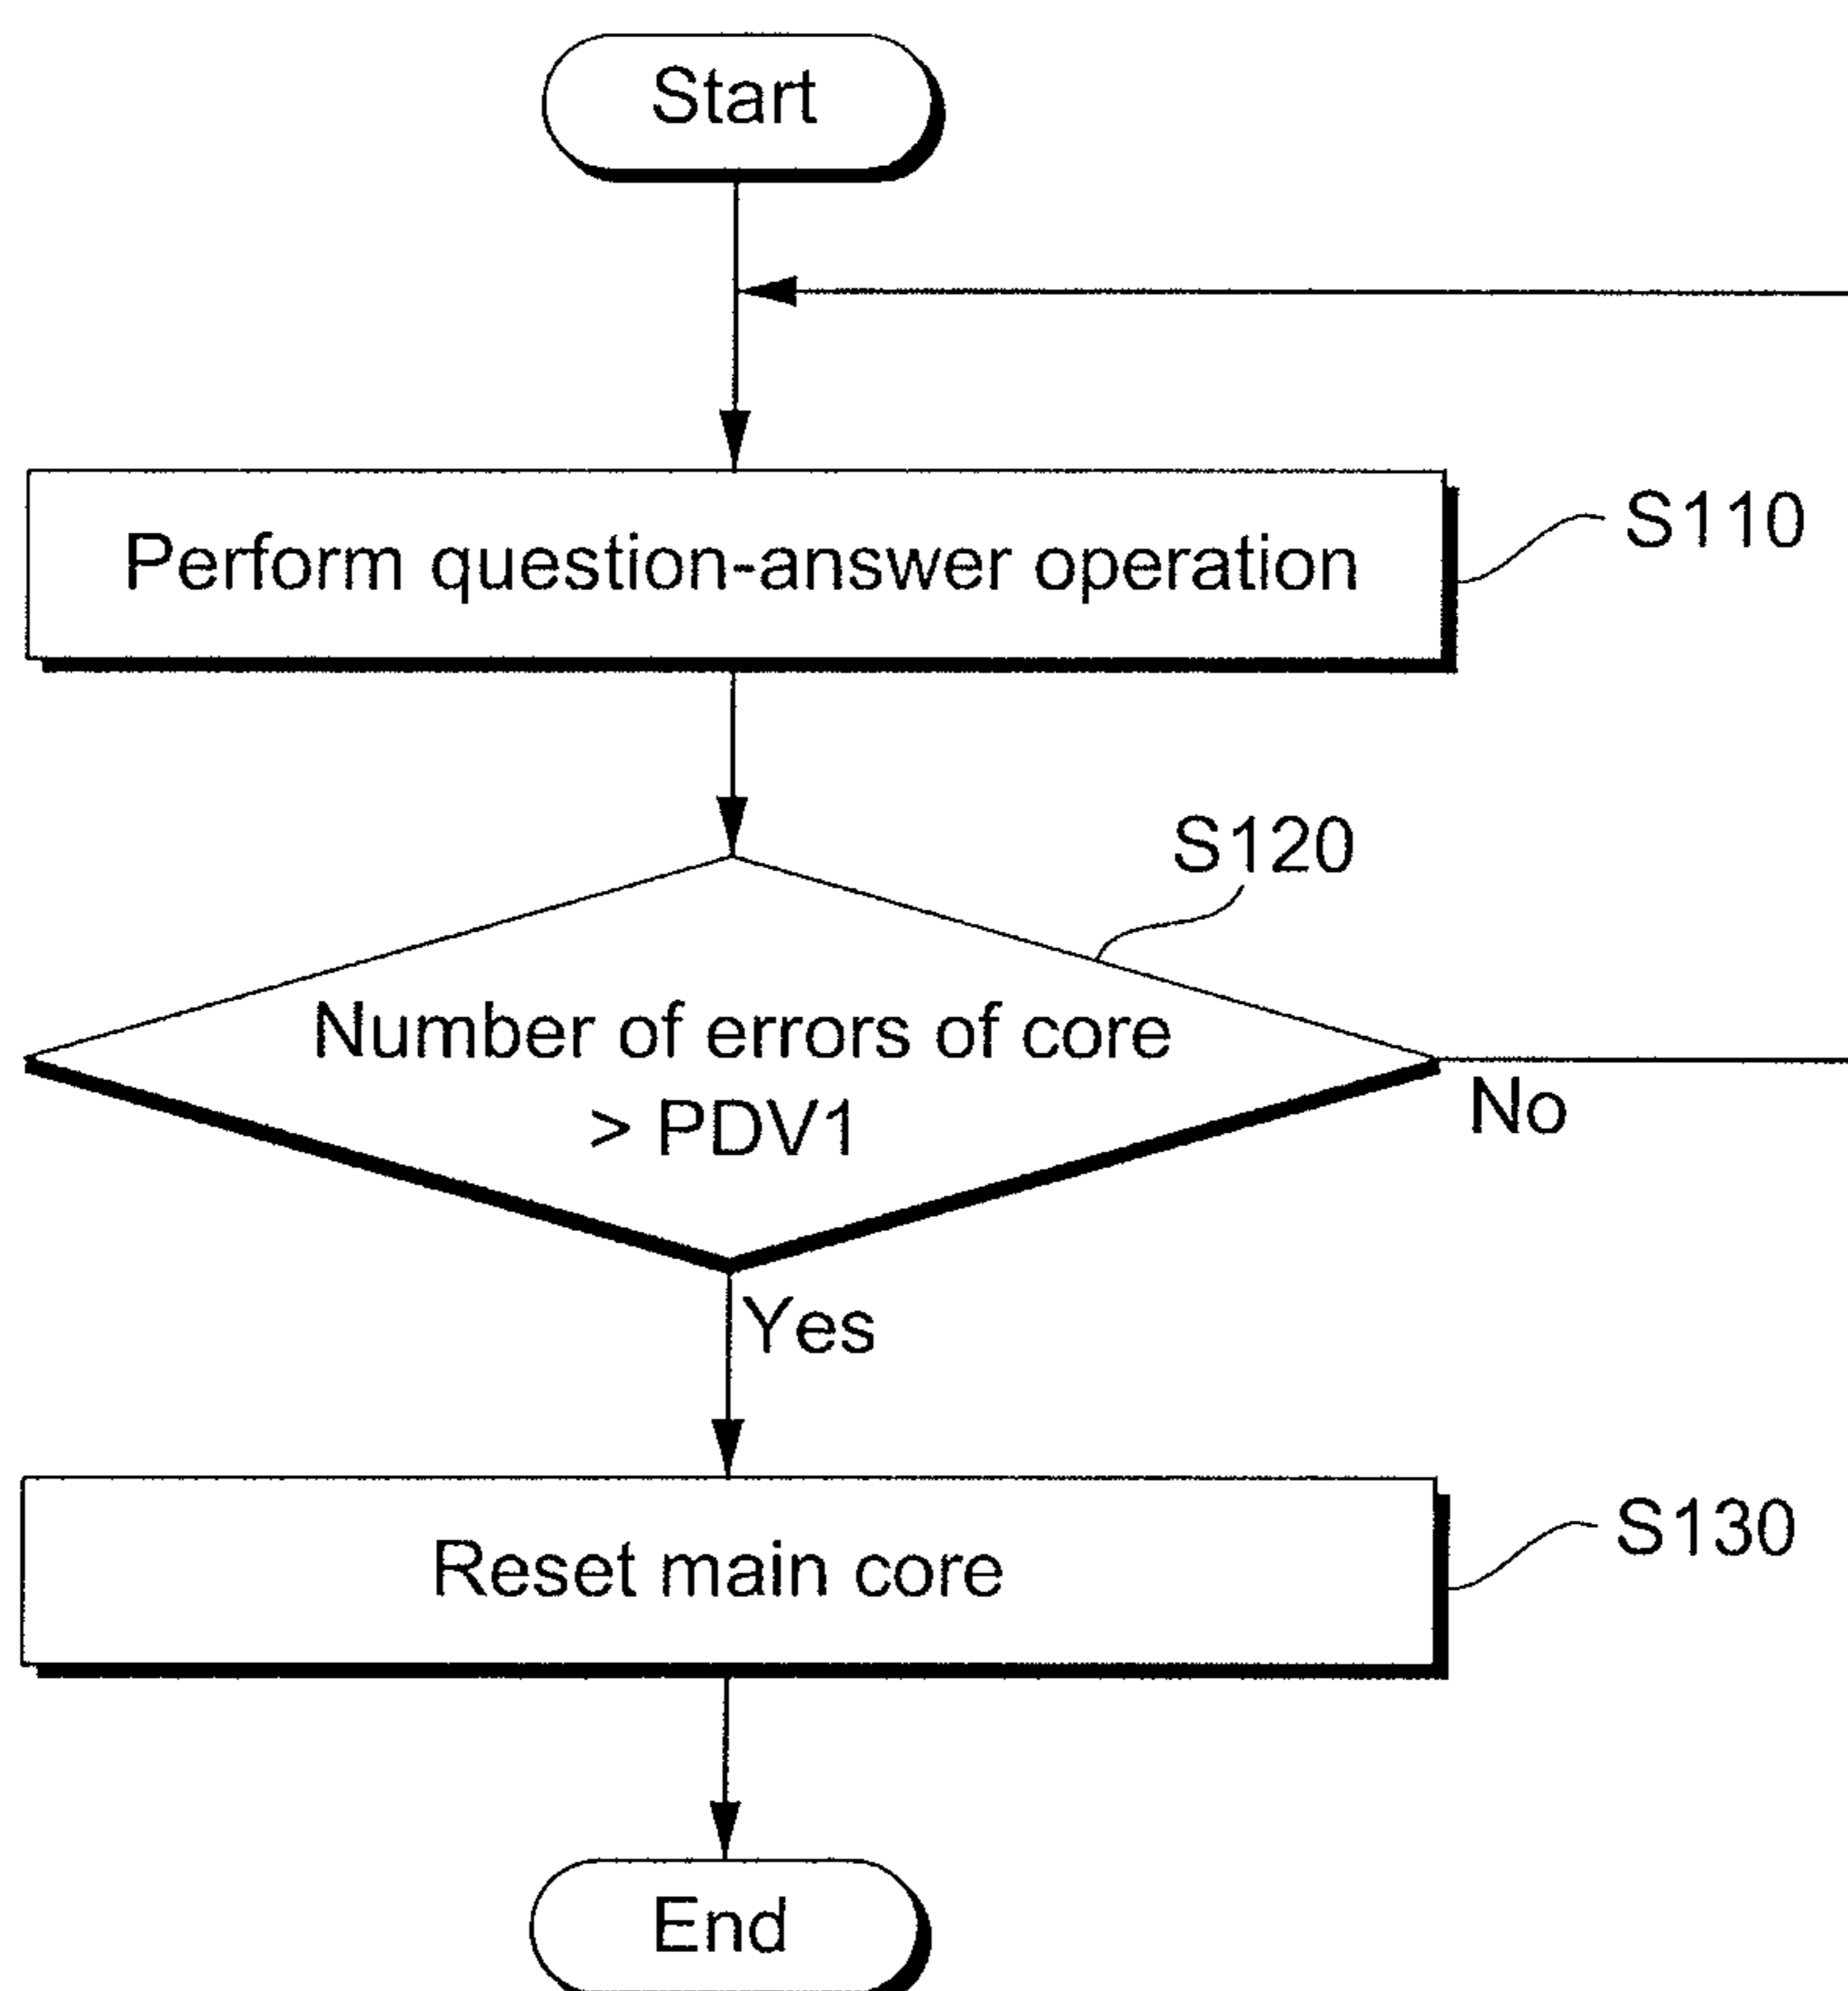 Start
Perform question-answer operation
S110
S120
Number of errors of core
> PDV1
No
Yes
Reset main core
S130
End